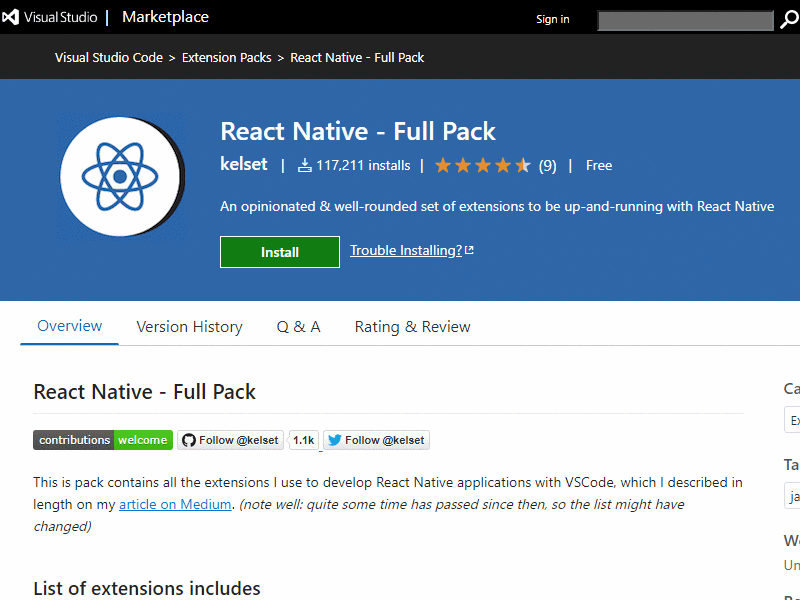 Visual Studio | Marketplace
Sign in
Visual Studio Code > Extension Packs > React Native - Full Pack
React Native - Full Pack
kelset | 117,211 installs | (9) | Free
An opinionated & well-rounded set of extensions to be up-and-running with React Native
Install Trouble Installing?
Overview Version History Q & A Rating & Review
React Native - Full Pack
contributions welcome Follow @kelset 1.1k Follow @kelset
This is pack contains all the extensions I use to develop React Native applications with VSCode, which I described in
length on my article on Medium. (note well: quite some time has passed since then, so the list might have
changed)
List of extensions includes